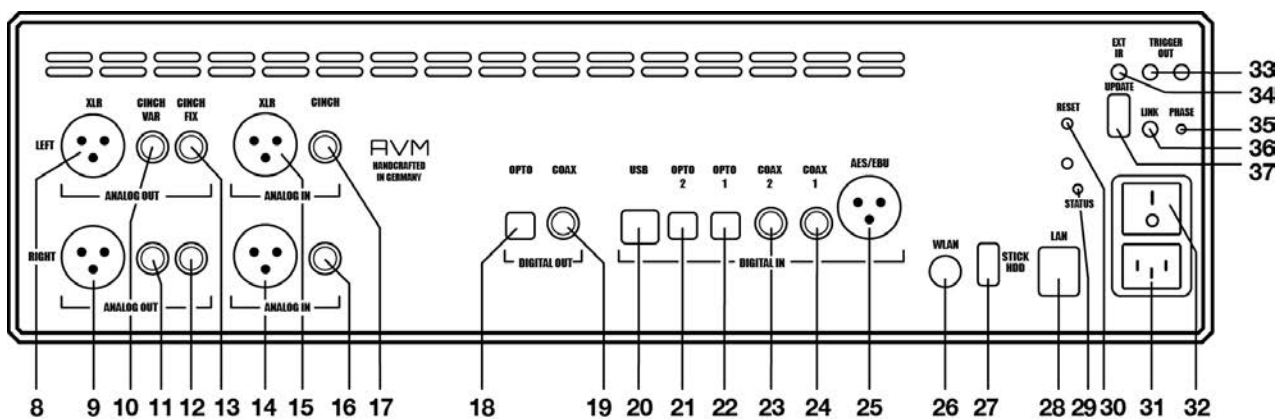 EXT IR
TRIGGER OUT
33
34
UPDATE
RESET
LINK
PHASE
35
36
37
XLR
CINCH VAR
CINCH FIX
XLR
CINCH
LEFT
AVM
HANDCRAFTED
IN GERMANY
ANALOG OUT
ANALOG IN
OPTO
COAX
USB
OPTO 2
OPTO 1
COAX 2
COAX 1
AES/EBU
STATUS
RIGHT
DIGITAL OUT
DIGITAL IN
WLAN
STICK HDD
LAN
ANALOG OUT
ANALOG IN
8 9 10 11 12 13 14 15 16 17 18 19 20 21 22 23 24 25 26 27 28 29 30 31 32